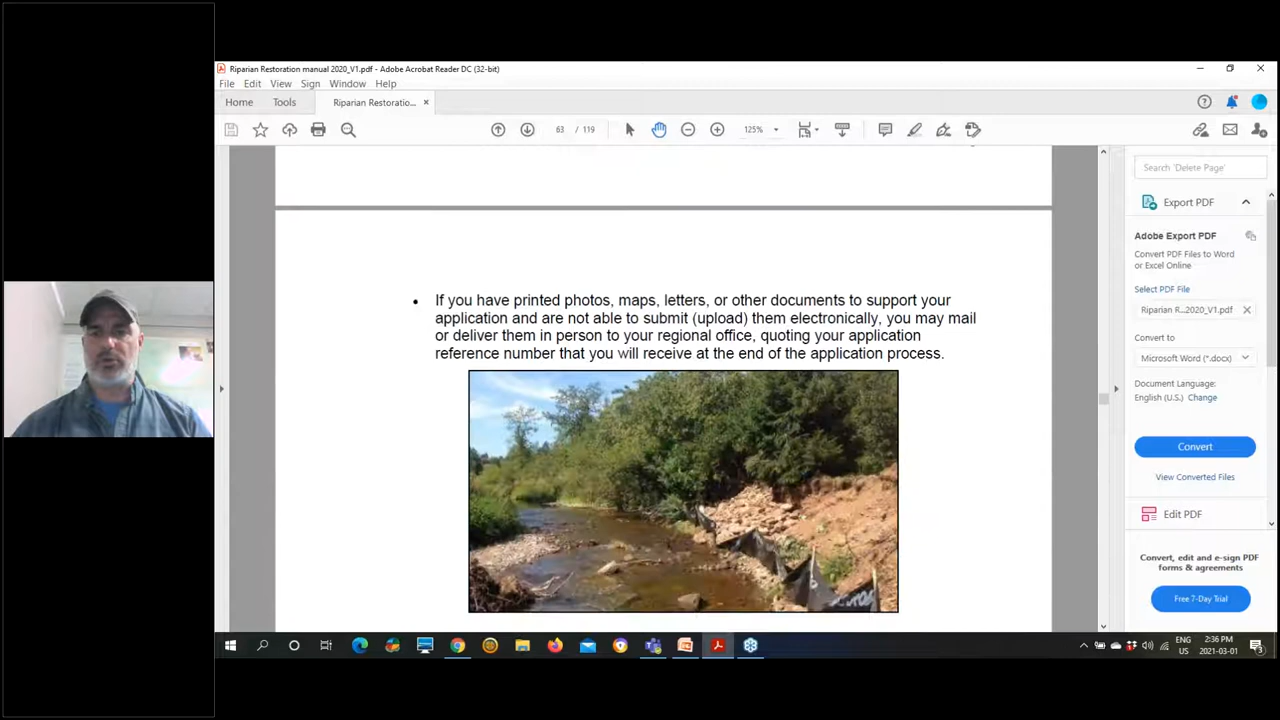 Riparian Restoration manual 2020_V1.pdf - Adobe Acrobat Reader DC (32-bit)
File Edit View Sign Window Help
Home Tools Riparian Restoratio... ×
63 / 119 125%
Search 'Delete Page'
Export PDF
Adobe Export PDF
Convert PDF Files to Word
or Excel Online
Select PDF File
Riparian R...2020_V1.pdf
Convert to
Microsoft Word (*.docx)
Document Language:
English (U.S.) Change
Convert
View Converted Files
Edit PDF
Convert, edit and e-sign PDF
forms & agreements
Free 7-Day Trial
• If you have printed photos, maps, letters, or other documents to support your
application and are not able to submit (upload) them electronically, you may mail
or deliver them in person to your regional office, quoting your application
reference number that you will receive at the end of the application process.
ENG
US
2:36 PM
2021-03-01
3